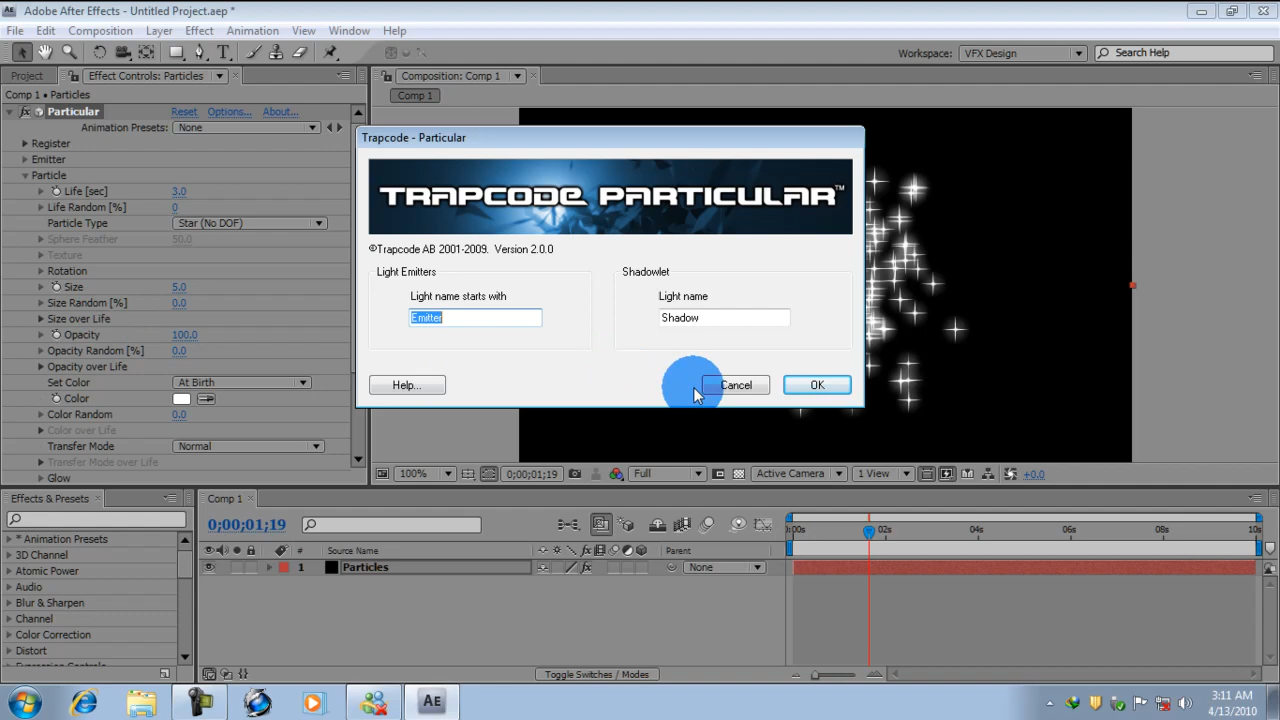 Adobe After Effects - Untitled Project.aep *
File Edit Composition Layer Effect Animation View Window Help
Workspace: VFX Design Search Help
Project Effect Controls: Particles
Composition: Comp 1
Comp 1 • Particles
Comp 1
Particular Reset Options... About...
Animation Presets: None
Register
Emitter
Particle
Life [sec] 3.0
Life Random [%] 0
Particle Type Star (No DOF)
Sphere Feather 50.0
Texture
Rotation
Size 5.0
Size Random [%] 0.0
Size over Life
Opacity 100.0
Opacity Random [%] 0.0
Opacity over Life
Set Color At Birth
Color
Color Random 0.0
Color over Life
Transfer Mode Normal
Transfer Mode over Life
Glow
Trapcode - Particular
TRAPCODE PARTICULAR™
©Trapcode AB 2001-2009. Version 2.0.0
Light Emitters
Light name starts with
Emitter
Shadowlet
Light name
Shadow
Help... Cancel OK
100% 0;00;01;19 Full Active Camera 1 View +0.0
Effects & Presets
* Animation Presets
3D Channel
Atomic Power
Audio
Blur & Sharpen
Channel
Color Correction
Distort
Expression Controls
Comp 1
0;00;01;19
0:00s 02s 04s 06s 08s 10s
# Source Name Parent
1 Particles None
Toggle Switches / Modes
3:11 AM
4/13/2010